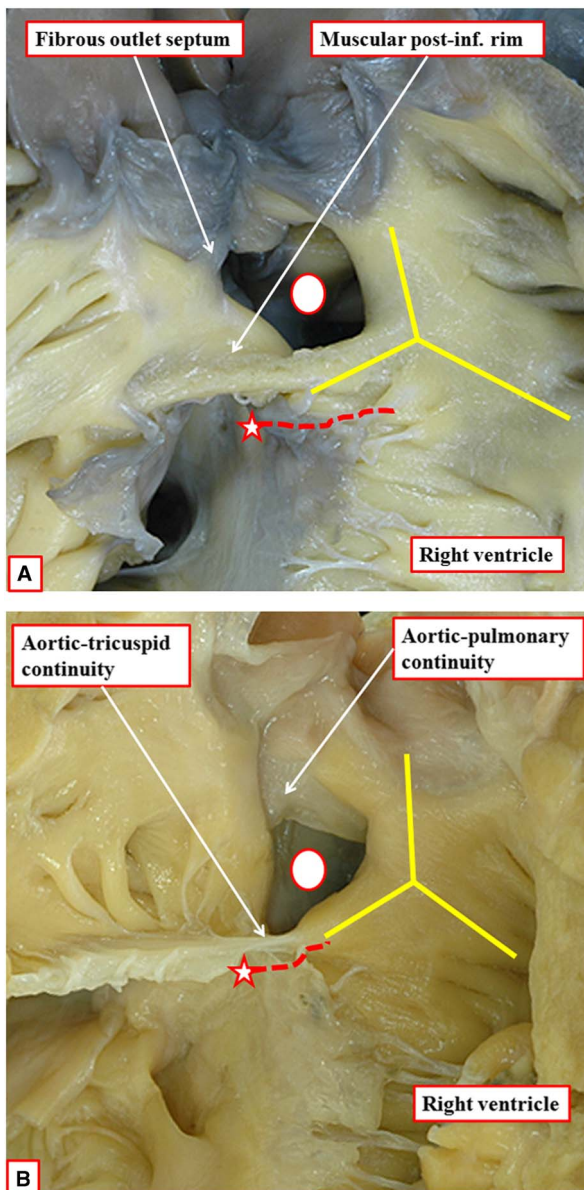 Fibrous outlet septum
Muscular post-inf. rim
Right ventricle
A
Aortic-tricuspid
continuity
Aortic-pulmonary
continuity
Right ventricle
B